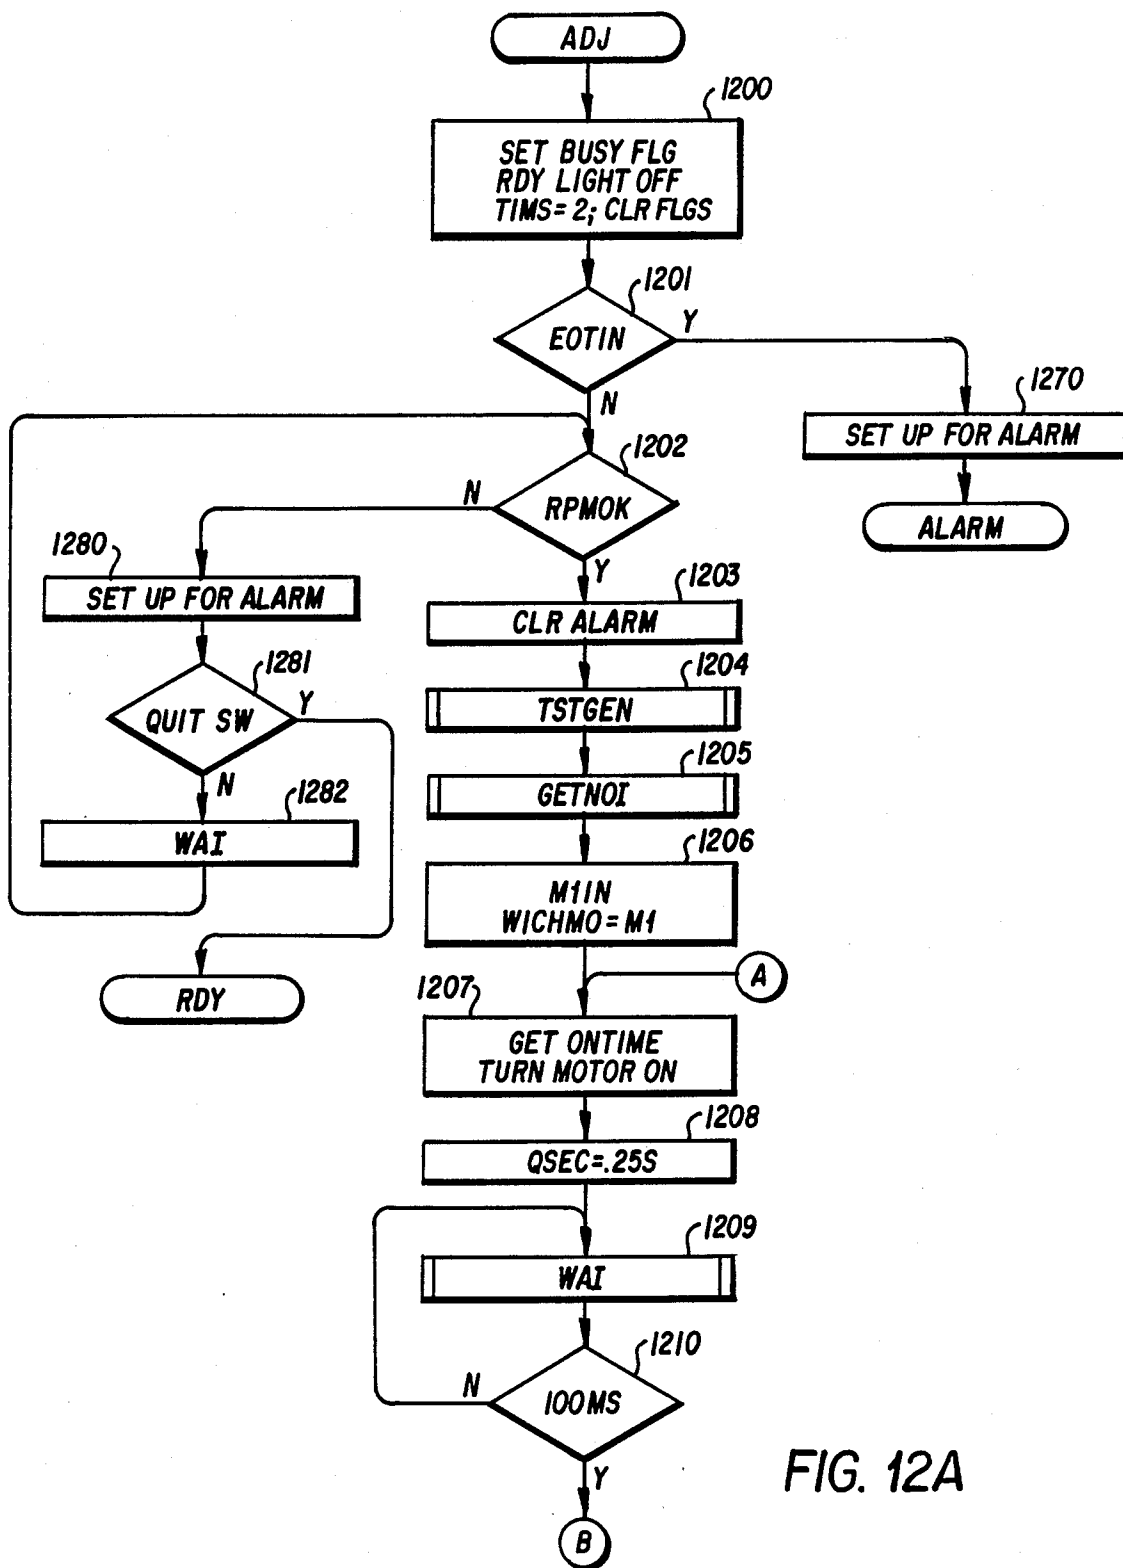 ADJ
1200
SET BUSY FLG
RDY LIGHT OFF
TIMS=2; CLR FLGS
1201
EOTIN
Y
N
1270
SET UP FOR ALARM
ALARM
1202
RPMOK
N
Y
1280
SET UP FOR ALARM
1281
QUIT SW
Y
N
1282
WAI
RDY
1203
CLR ALARM
1204
TSTGEN
1205
GETNOI
1206
M1IN
WICHMO=M1
A
1207
GET ONTIME
TURN MOTOR ON
1208
QSEC=.25S
1209
WAI
1210
100MS
N
Y
B
FIG. 12A